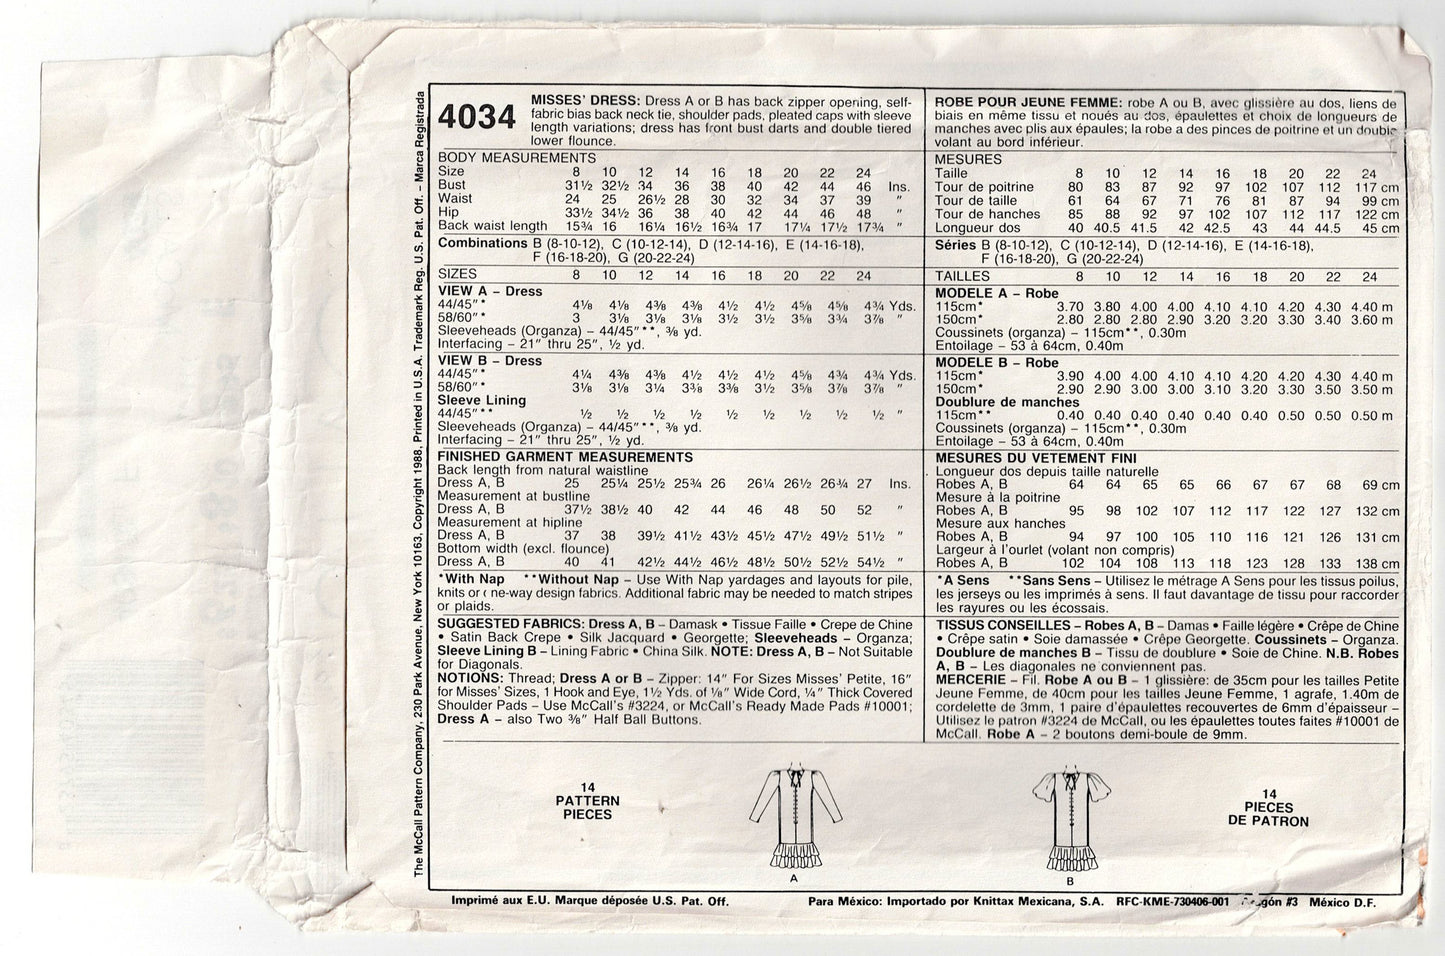 The McCall Pattern Company, 230 Park Avenue, New York 10163, Copyright 1988, Printed in U.S.A. Trademark Reg. U.S. Pat. Off. – Marca Registrada
4034
MISSES' DRESS: Dress A or B has back zipper opening, self-
fabric bias back neck tie, shoulder pads, pleated caps with sleeve
length variations; dress has front bust darts and double tiered
lower flounce.
BODY MEASUREMENTS
Size 8 10 12 14 16 18 20 22 24
Bust 31½ 32½ 34 36 38 40 42 44 46 Ins.
Waist 24 25 26½ 28 30 32 34 37 39 "
Hip 33½ 34½ 36 38 40 42 44 46 48 "
Back waist length 15¾ 16 16¼ 16½ 16¾ 17 17¼ 17½ 17¾ "
Combinations B (8-10-12), C (10-12-14), D (12-14-16), E (14-16-18),
F (16-18-20), G (20-22-24)
SIZES 8 10 12 14 16 18 20 22 24
VIEW A – Dress
44/45"* 4⅛ 4⅛ 4⅜ 4⅜ 4½ 4½ 4⅝ 4⅝ 4¾ Yds.
58/60"* 3 3⅛ 3⅛ 3⅛ 3½ 3½ 3⅝ 3¾ 3⅞ "
Sleeveheads (Organza) – 44/45"**, ⅜ yd.
Interfacing – 21" thru 25", ½ yd.
VIEW B – Dress
44/45"* 4¼ 4⅜ 4⅜ 4½ 4½ 4½ 4⅝ 4¾ 4¾ Yds.
58/60"* 3⅛ 3⅛ 3¼ 3⅜ 3⅜ 3½ 3⅝ 3⅞ 3⅞ "
Sleeve Lining
44/45"** ½ ½ ½ ½ ½ ½ ½ ½ ½ "
Sleeveheads (Organza) – 44/45"**, ⅜ yd.
Interfacing – 21" thru 25", ½ yd.
FINISHED GARMENT MEASUREMENTS
Back length from natural waistline
Dress A, B 25 25¼ 25½ 25¾ 26 26¼ 26½ 26¾ 27 Ins.
Measurement at bustline
Dress A, B 37½ 38½ 40 42 44 46 48 50 52 "
Measurement at hipline
Dress A, B 37 38 39½ 41½ 43½ 45½ 47½ 49½ 51½ "
Bottom width (excl. flounce)
Dress A, B 40 41 42½ 44½ 46½ 48½ 50½ 52½ 54½ "
*With Nap **Without Nap – Use With Nap yardages and layouts for pile,
knits or one-way design fabrics. Additional fabric may be needed to match stripes
or plaids.
SUGGESTED FABRICS: Dress A, B – Damask • Tissue Faille • Crepe de Chine
• Satin Back Crepe • Silk Jacquard • Georgette; Sleeveheads – Organza;
Sleeve Lining B – Lining Fabric • China Silk. NOTE: Dress A, B – Not Suitable
for Diagonals.
NOTIONS: Thread; Dress A or B – Zipper: 14" For Sizes Misses' Petite, 16"
for Misses' Sizes, 1 Hook and Eye, 1½ Yds. of ⅛" Wide Cord, ¼" Thick Covered
Shoulder Pads – Use McCall's #3224, or McCall's Ready Made Pads #10001;
Dress A – also Two ⅜" Half Ball Buttons.
ROBE POUR JEUNE FEMME: robe A ou B, avec glissière au dos, liens de
biais en même tissu et noués au dos, épaulettes et choix de longueurs de
manches avec plis aux épaules; la robe a des pinces de poitrine et un double
volant au bord inférieur.
MESURES
Taille 8 10 12 14 16 18 20 22 24
Tour de poitrine 80 83 87 92 97 102 107 112 117 cm
Tour de taille 61 64 67 71 76 81 87 94 99 cm
Tour de hanches 85 88 92 97 102 107 112 117 122 cm
Longueur dos 40 40.5 41.5 42 42.5 43 44 44.5 45 cm
Séries B (8-10-12), C (10-12-14), D (12-14-16), E (14-16-18),
F (16-18-20), G (20-22-24)
TAILLES 8 10 12 14 16 18 20 22 24
MODELE A – Robe
115cm* 3.70 3.80 4.00 4.00 4.10 4.10 4.20 4.30 4.40 m
150cm* 2.80 2.80 2.80 2.90 3.20 3.20 3.30 3.40 3.60 m
Coussinets (organza) – 115cm**, 0.30m
Entoilage – 53 à 64cm, 0.40m
MODELE B – Robe
115cm* 3.90 4.00 4.00 4.10 4.10 4.20 4.20 4.30 4.40 m
150cm* 2.90 2.90 3.00 3.00 3.10 3.20 3.30 3.50 3.50 m
Doublure de manches
115cm** 0.40 0.40 0.40 0.40 0.40 0.40 0.50 0.50 0.50 m
Coussinets (organza) – 115cm**, 0.30m
Entoilage – 53 à 64cm, 0.40m
MESURES DU VETEMENT FINI
Longueur dos depuis taille naturelle
Robes A, B 64 64 65 65 66 67 67 68 69 cm
Mesure à la poitrine
Robes A, B 95 98 102 107 112 117 122 127 132 cm
Mesure aux hanches
Robes A, B 94 97 100 105 110 116 121 126 131 cm
Largeur à l'ourlet (volant non compris)
Robes A, B 102 104 108 113 118 123 128 133 138 cm
*A Sens **Sans Sens – Utilisez le métrage A Sens pour les tissus poilus,
les jerseys ou les imprimés à sens. Il faut davantage de tissu pour raccorder
les rayures ou les écossais.
TISSUS CONSEILLES – Robes A, B – Damas • Faille légère • Crêpe de Chine
• Crêpe satin • Soie damassée • Crêpe Georgette. Coussinets – Organza.
Doublure de manches B – Tissu de doublure • Soie de Chine. N.B. Robes
A, B – Les diagonales ne conviennent pas.
MERCERIE – Fil. Robe A ou B – 1 glissière: de 35cm pour les tailles Petite
Jeune Femme, de 40cm pour les tailles Jeune Femme, 1 agrafe, 1.40m de
cordelette de 3mm, 1 paire d'épaulettes recouvertes de 6mm d'épaisseur –
Utilisez le patron #3224 de McCall, ou les épaulettes toutes faites #10001 de
McCall. Robe A – 2 boutons demi-boule de 9mm.
14
PATTERN
PIECES
A
B
14
PIECES
DE PATRON
Imprimé aux E.U. Marque déposée U.S. Pat. Off.
Para México: Importado por Knittax Mexicana, S.A. RFC-KME-730406-001 #3 México D.F.